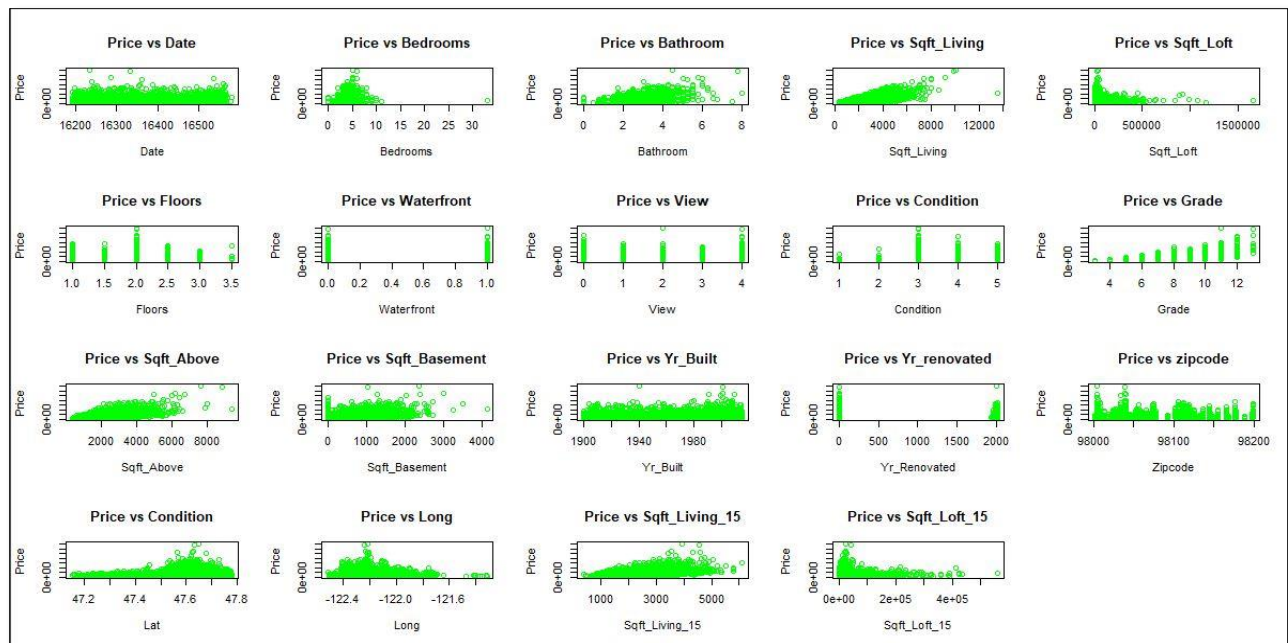 Price vs Date
Price
0e+00
16200 16300 16400 16500
Date
Price vs Bedrooms
Price
0e+00
0 5 10 15 20 25 30
Bedrooms
Price vs Bathroom
Price
0e+00
0 2 4 6 8
Bathroom
Price vs Sqft_Living
Price
0e+00
0 4000 8000 12000
Sqft_Living
Price vs Sqft_Loft
Price
0e+00
0 500000 1500000
Sqft_Loft
Price vs Floors
Price
0e+00
1.0 1.5 2.0 2.5 3.0 3.5
Floors
Price vs Waterfront
Price
0e+00
0.0 0.2 0.4 0.6 0.8 1.0
Waterfront
Price vs View
Price
0e+00
0 1 2 3 4
View
Price vs Condition
Price
0e+00
1 2 3 4 5
Condition
Price vs Grade
Price
0e+00
4 6 8 10 12
Grade
Price vs Sqft_Above
Price
0e+00
2000 4000 6000 8000
Sqft_Above
Price vs Sqft_Basement
Price
0e+00
0 1000 2000 3000 4000
Sqft_Basement
Price vs Yr_Built
Price
0e+00
1900 1940 1980
Yr_Built
Price vs Yr_renovated
Price
0e+00
0 500 1000 1500 2000
Yr_Renovated
Price vs zipcode
Price
0e+00
98000 98100 98200
Zipcode
Price vs Condition
Price
0e+00
47.2 47.4 47.6 47.8
Lat
Price vs Long
Price
0e+00
-122.4 -122.0 -121.6
Long
Price vs Sqft_Living_15
Price
0e+00
1000 3000 5000
Sqft_Living_15
Price vs Sqft_Loft_15
Price
0e+00
0e+00 2e+05 4e+05
Sqft_Loft_15